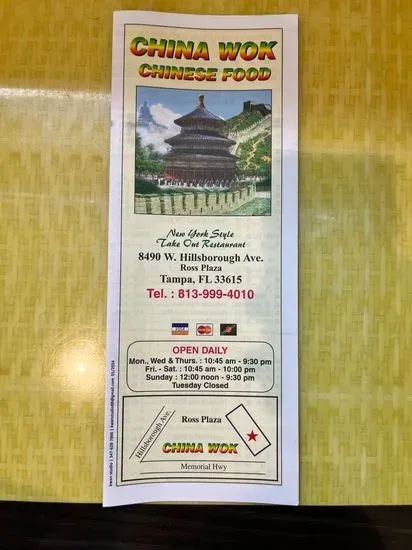 CHINA WOK
CHINESE FOOD
New York Style
Take Out Restaurant
8490 W. Hillsborough Ave.
Ross Plaza
Tampa, FL 33615
Tel. : 813-999-4010
VISA
OPEN DAILY
Mon., Wed & Thurs. : 10:45 am - 9:30 pm
Fri. - Sat. : 10:45 am - 10:00 pm
Sunday : 12:00 noon - 9:30 pm
Tuesday Closed
Hillsborough Ave.
Ross Plaza
CHINA WOK
Memorial Hwy